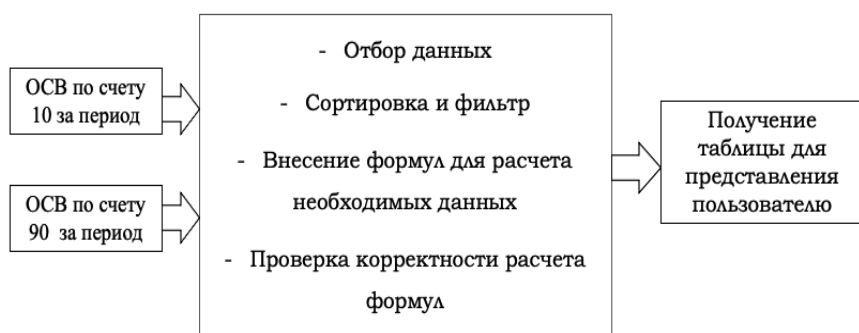 ОСВ по счету
10 за период
ОСВ по счету
90 за период
- Отбор данных
- Сортировка и фильтр
- Внесение формул для расчета
необходимых данных
- Проверка корректности расчета
формул
Получение
таблицы для
представления
пользователю